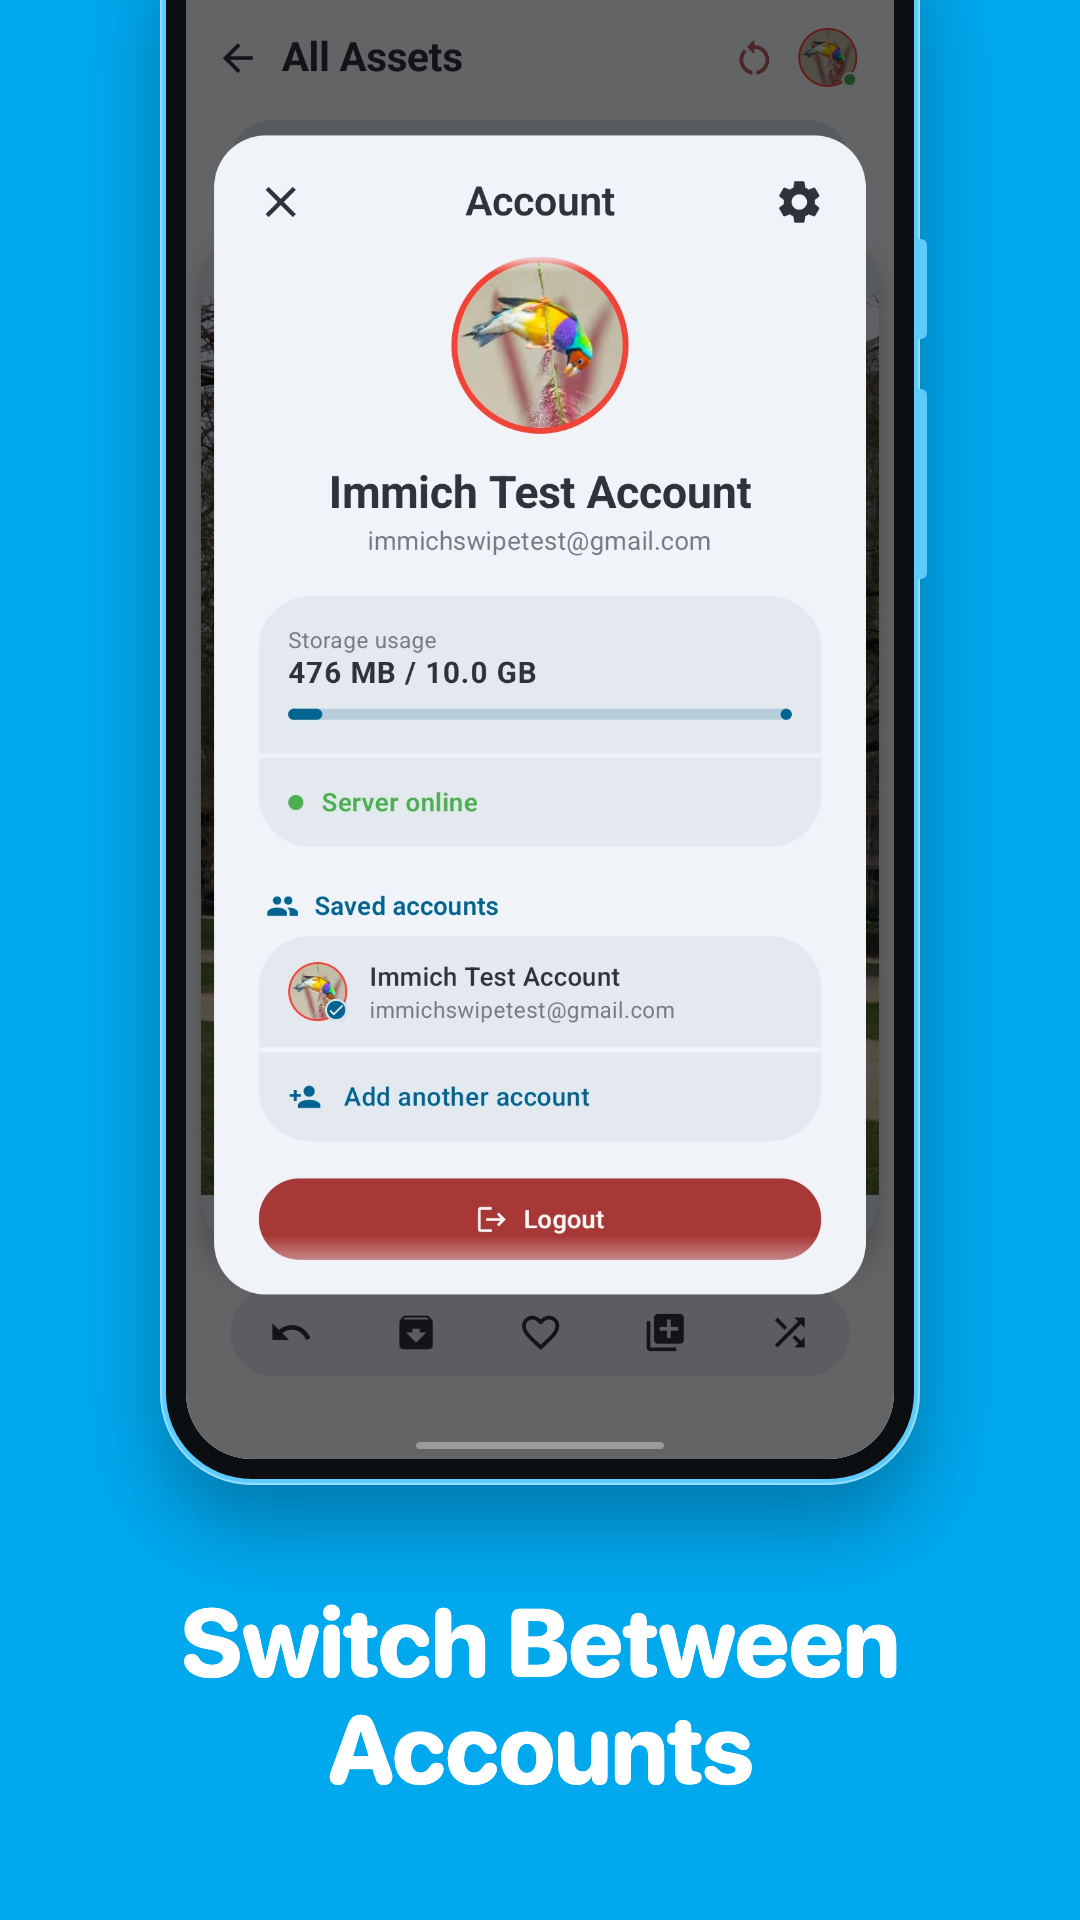 All Assets
Account
Immich Test Account
immichswipetest@gmail.com
Storage usage
476 MB / 10.0 GB
Server online
Saved accounts
Immich Test Account
immichswipetest@gmail.com
Add another account
Logout
Switch Between
Accounts